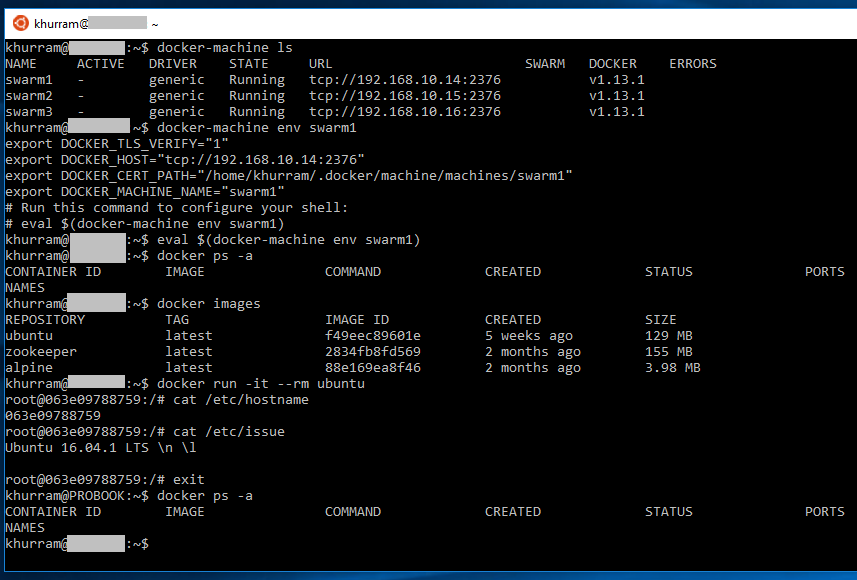 khurram@ ~
khurram@ :~$ docker-machine ls
NAME ACTIVE DRIVER STATE URL SWARM DOCKER ERRORS
swarm1 - generic Running tcp://192.168.10.14:2376 v1.13.1
swarm2 - generic Running tcp://192.168.10.15:2376 v1.13.1
swarm3 - generic Running tcp://192.168.10.16:2376 v1.13.1
khurram@ ~$ docker-machine env swarm1
export DOCKER_TLS_VERIFY="1"
export DOCKER_HOST="tcp://192.168.10.14:2376"
export DOCKER_CERT_PATH="/home/khurram/.docker/machine/machines/swarm1"
export DOCKER_MACHINE_NAME="swarm1"
# Run this command to configure your shell:
# eval $(docker-machine env swarm1)
khurram@ :~$ eval $(docker-machine env swarm1)
khurram@ :~$ docker ps -a
CONTAINER ID IMAGE COMMAND CREATED STATUS PORTS
NAMES
khurram@ :~$ docker images
REPOSITORY TAG IMAGE ID CREATED SIZE
ubuntu latest f49eec89601e 5 weeks ago 129 MB
zookeeper latest 2834fb8fd569 2 months ago 155 MB
alpine latest 88e169ea8f46 2 months ago 3.98 MB
khurram@ :~$ docker run -it --rm ubuntu
root@063e09788759:/# cat /etc/hostname
063e09788759
root@063e09788759:/# cat /etc/issue
Ubuntu 16.04.1 LTS \n \l
root@063e09788759:/# exit
khurram@PROBOOK:~$ docker ps -a
CONTAINER ID IMAGE COMMAND CREATED STATUS PORTS
NAMES
khurram@ :~$